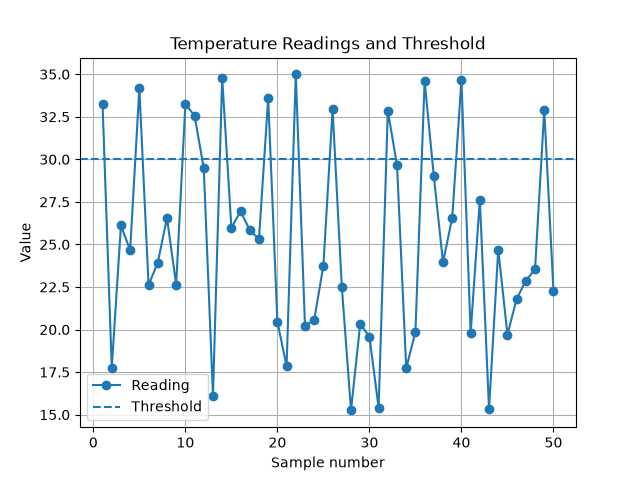 Temperature Readings and Threshold
35.0
32.5
30.0
27.5
25.0
22.5
20.0
17.5
15.0
Value
Reading
Threshold
0 10 20 30 40 50
Sample number